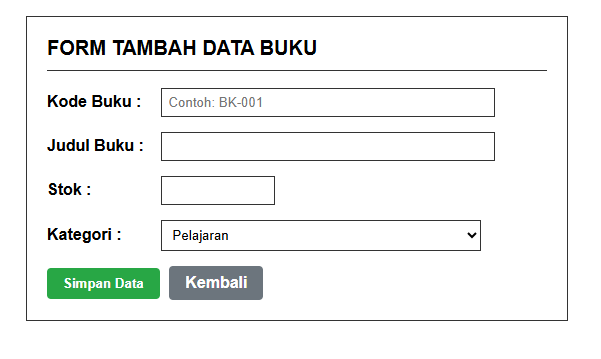 FORM TAMBAH DATA BUKU
Kode Buku : Contoh: BK-001
Judul Buku :
Stok :
Kategori : Pelajaran
Simpan Data Kembali